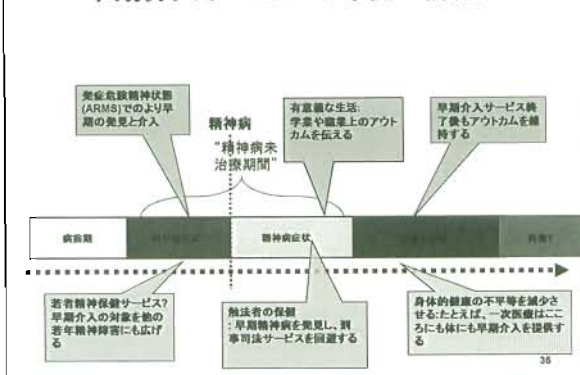 発症危険精神状態
(ARMS)でのより早
期の発見と介入
精神病
“精神病未
治療期間”
有意義な生活:
学業や職業上のアウト
カムを伝える
早期介入サービス終
了後もアウトカムを維
持する
病前期
精神病症状
若者精神保健サービス?
早期介入の対象を他の
若年精神障害にも広げ
る
触法者の保健
:早期精神病を発見し、刑
事司法サービスを回避する
身体的健康の不平等を減少さ
せる:たとえば、一次医療はここ
ろにも体にも早期介入を提供す
る
35